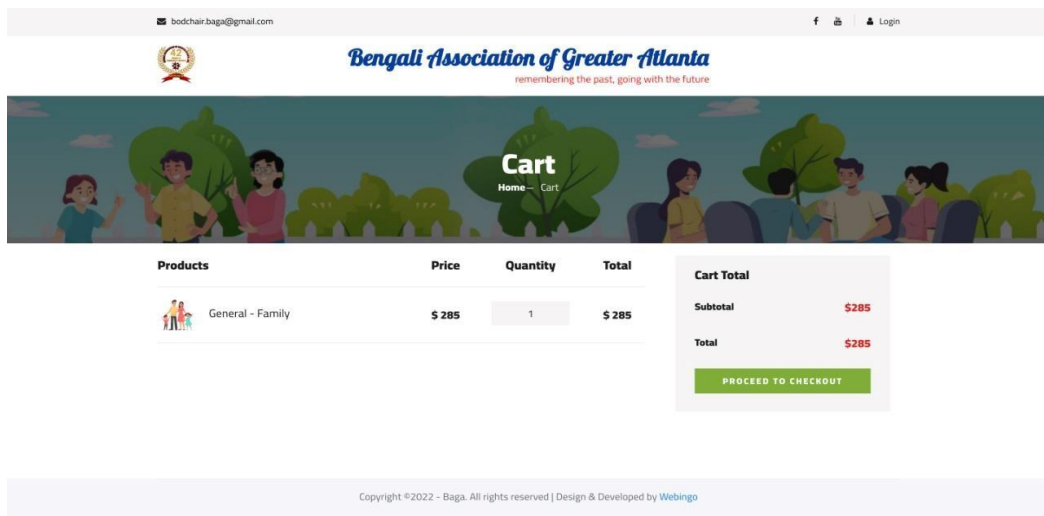 bodchair.baga@gmail.com
Login
42
Bengali Association of Greater Atlanta
remembering the past, going with the future
Cart
Home – Cart
Products Price Quantity Total
General - Family $ 285 1 $ 285
Cart Total
Subtotal $285
Total $285
PROCEED TO CHECKOUT
Copyright ©2022 - Baga. All rights reserved | Design & Developed by Webingo